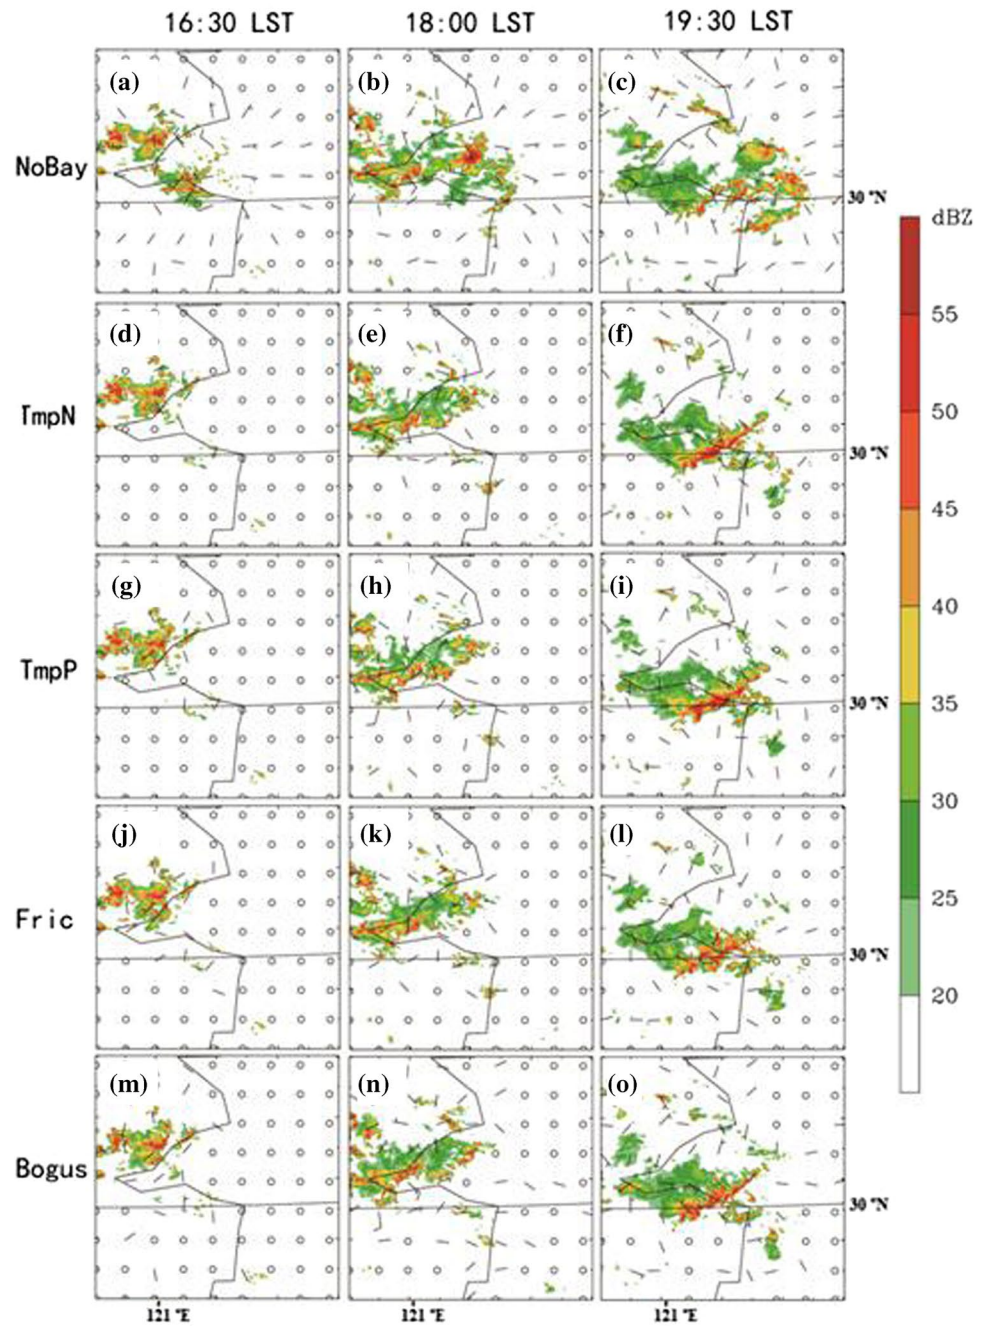 16:30 LST 18:00 LST 19:30 LST
(a) (b) (c)
NoBay
30 °N
dBZ
(d) (e) (f)
55
50
TmpN
30 °N
45
(g) (h) (i)
40
TmpP
35
30 °N
30
(j) (k) (l)
25
Fric
30 °N
20
(m) (n) (o)
Bogus
30 °N
121 °E 121 °E 121 °E